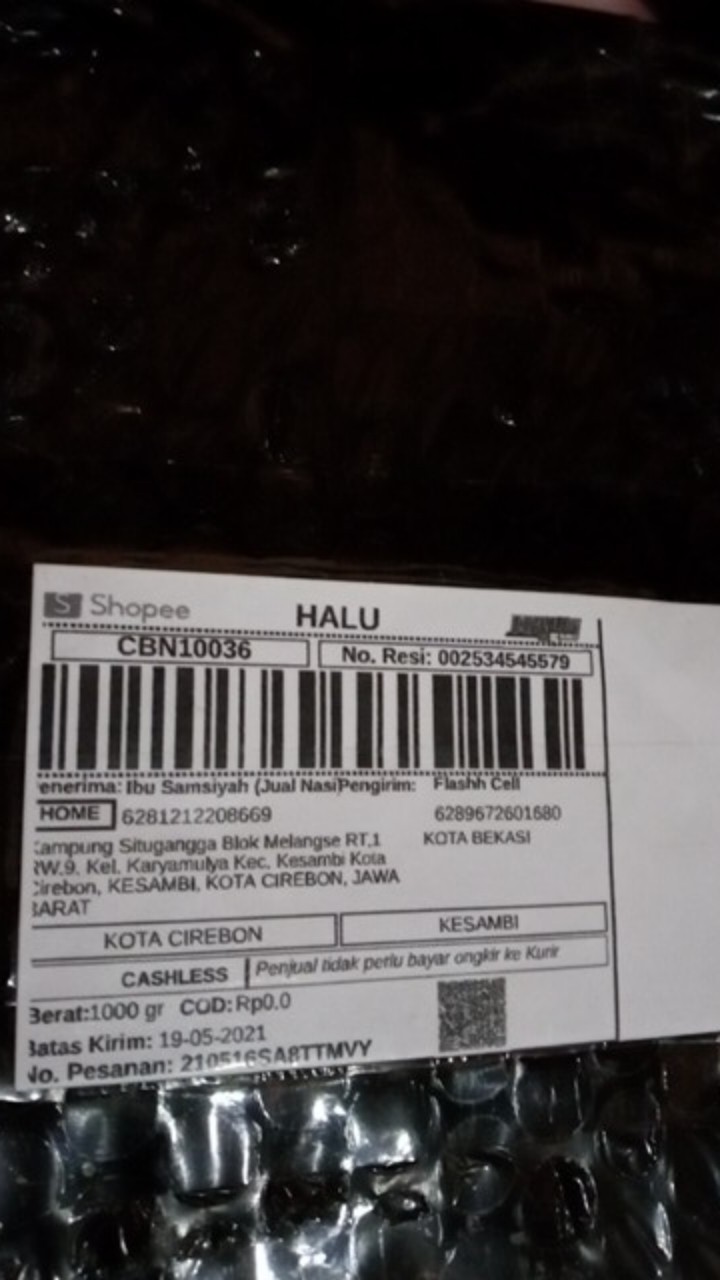 Shopee HALU
CBN10036 No. Resi: 002534545579
enerima: Ibu Samsiyah (Jual Nasi Pengirim: Flashh Cell
HOME 6281212208669 6289672601680
ampung Situgangga Blok Melangse RT,1 KOTA BEKASI
RW.9. Kel. Karyamulya Kec. Kesambi Kota
irebon, KESAMBI, KOTA CIREBON, JAWA
BARAT
KOTA CIREBON KESAMBI
CASHLESS Penjual tidak perlu bayar ongkir ke Kurir
Berat:1000 gr COD:Rp0.0
Batas Kirim: 19-05-2021
No. Pesanan: 210516SA8TTMVY